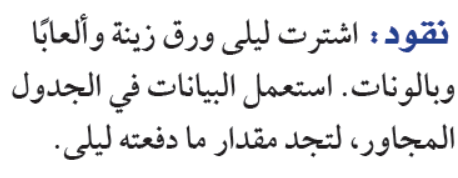 نقود: اشترت ليلى ورق زينة وألعابًا
وبالونات. استعمل البيانات في الجدول
المجاور، لتجد مقدار ما دفعته ليلى.